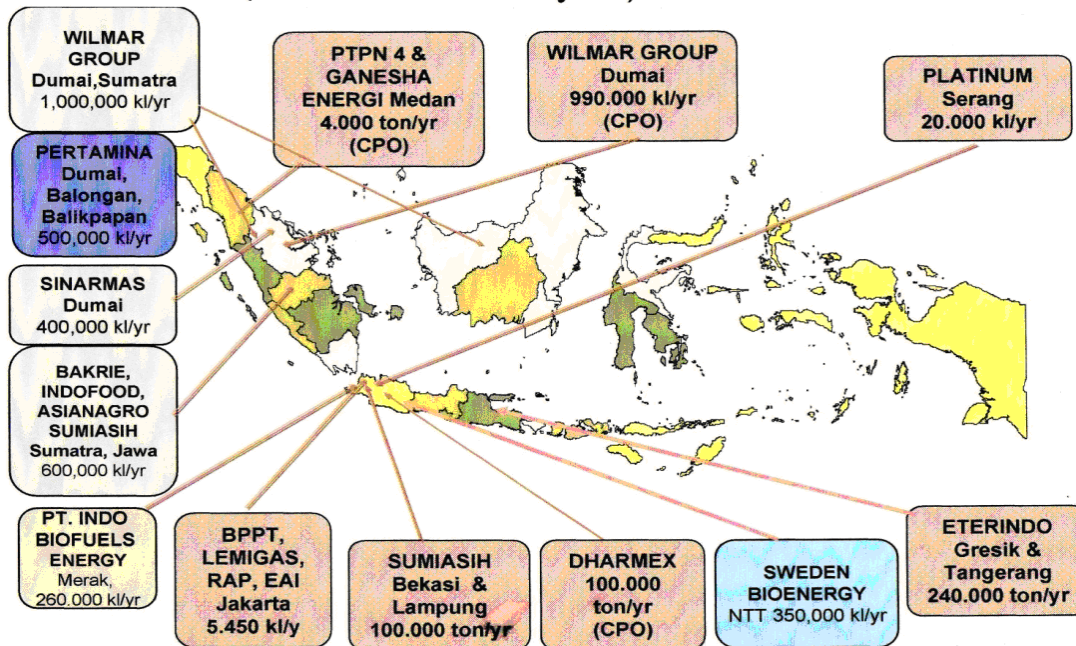 WILMAR
GROUP
Dumai,Sumatra
1,000,000 kl/yr
PTPN 4 &
GANESHA
ENERGI Medan
4.000 ton/yr
(CPO)
WILMAR GROUP
Dumai
990.000 kl/yr
(CPO)
PLATINUM
Serang
20.000 kl/yr
PERTAMINA
Dumai,
Balongan,
Balikpapan
500,000 kl/yr
SINARMAS
Dumai
400,000 kl/yr
BAKRIE,
INDOFOOD,
ASIANAGRO
SUMIASIH
Sumatra, Jawa
600,000 kl/yr
PT. INDO
BIOFUELS
ENERGY
Merak,
260.000 kl/yr
BPPT,
LEMIGAS,
RAP, EAI
Jakarta
5.450 kl/y
SUMIASIH
Bekasi &
Lampung
100.000 ton/yr
DHARMEX
100.000
ton/yr
(CPO)
SWEDEN
BIOENERGY
NTT 350,000 kl/yr
ETERINDO
Gresik &
Tangerang
240.000 ton/yr